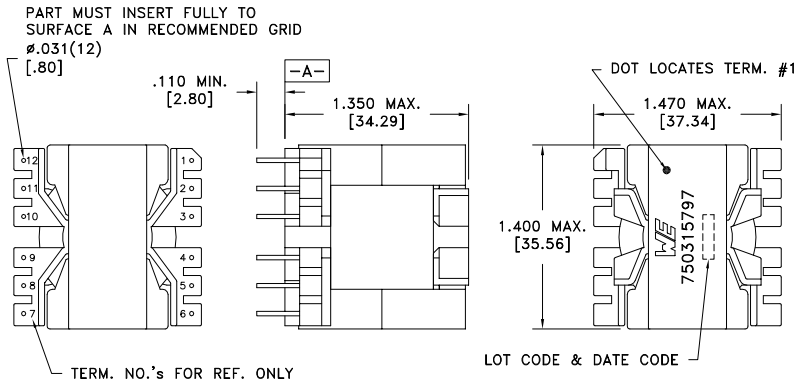 PART MUST INSERT FULLY TO
SURFACE A IN RECOMMENDED GRID
ø.031(12)
[.80]
.110 MIN.
[2.80]
-A-
1.350 MAX.
[34.29]
DOT LOCATES TERM. #1
1.470 MAX.
[37.34]
12
11
10
9
8
7
1
2
3
4
5
6
1.400 MAX.
[35.56]
WE
750315797
LOT CODE & DATE CODE
TERM. NO.'s FOR REF. ONLY